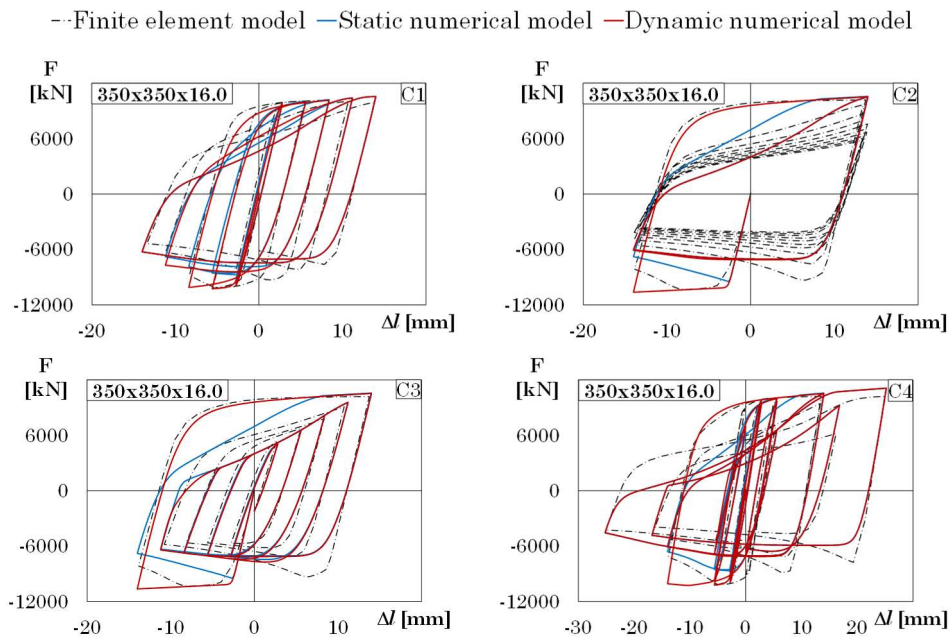 Finite element model Static numerical model Dynamic numerical model
F
[kN]
350x350x16.0 C1
6000
0
-6000
-12000
-20 -10 0 10 Δl [mm]
F
[kN]
350x350x16.0 C2
6000
0
-6000
-12000
-20 -10 0 10 Δl [mm]
F
[kN]
350x350x16.0 C3
6000
0
-6000
-12000
-20 -10 0 10 Δl [mm]
F
[kN]
350x350x16.0 C4
6000
0
-6000
-12000
-30 -20 -10 0 10 20 Δl [mm]